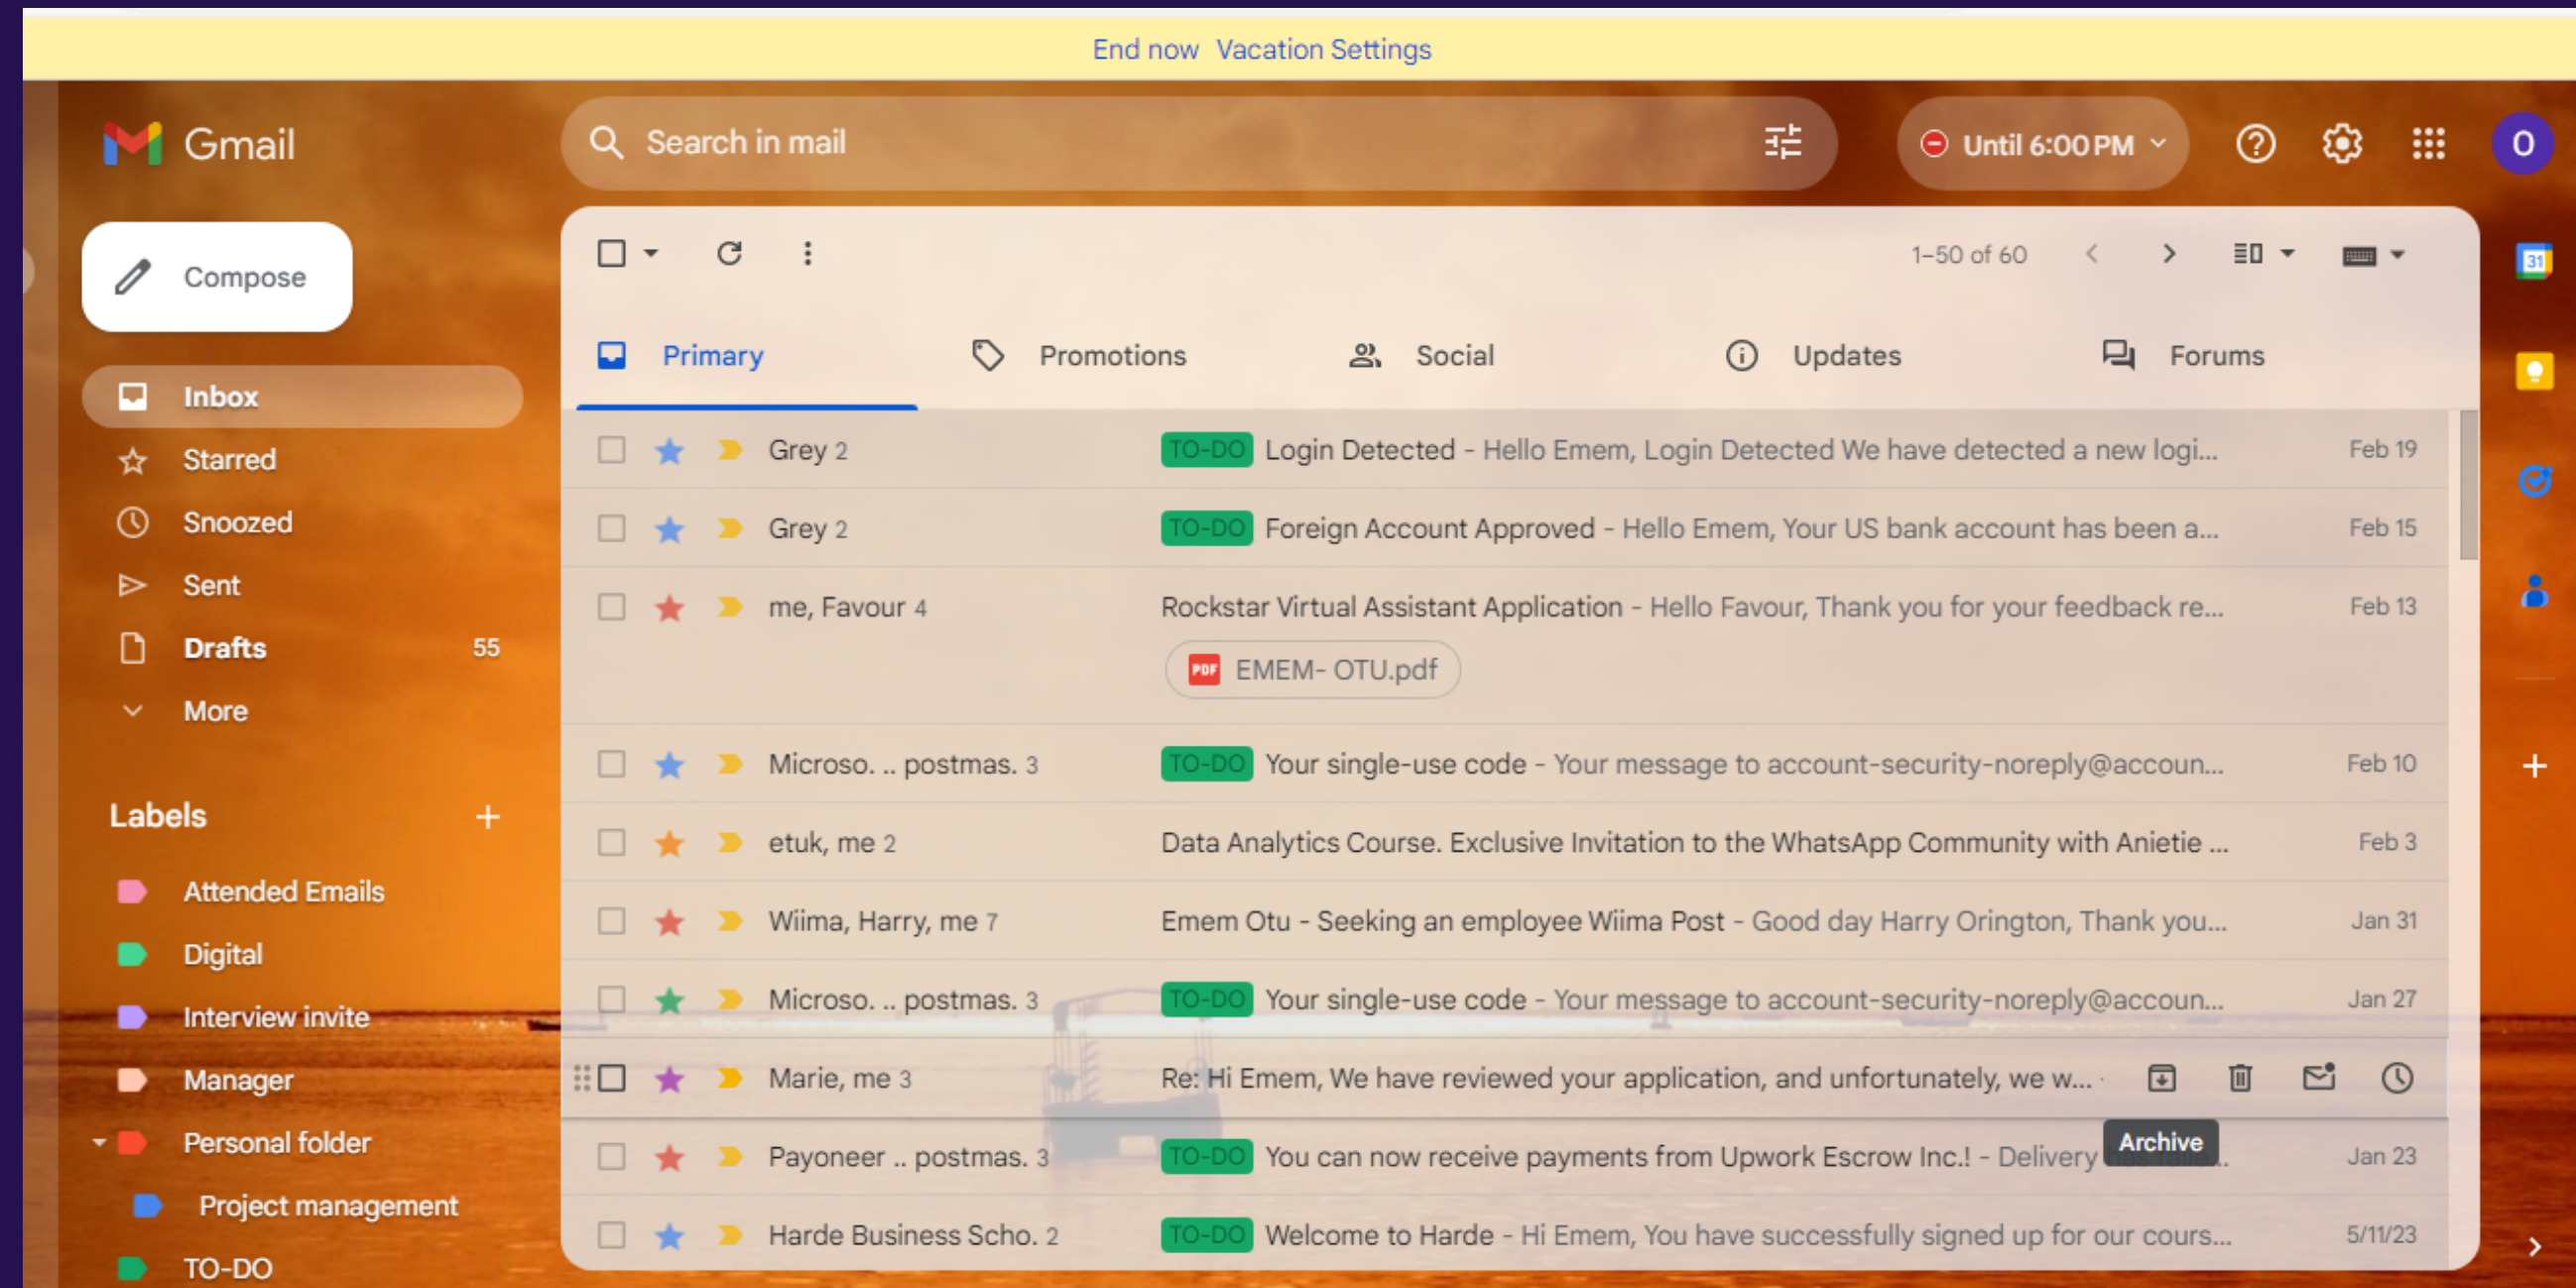 End now Vacation Settings
Gmail
Search in mail
Until 6:00 PM
O
Compose
1–50 of 60
31
Primary
Promotions
Social
Updates
Forums
Inbox
Starred
Snoozed
Sent
Drafts 55
More
Labels
Attended Emails
Digital
Interview invite
Manager
Personal folder
Project management
TO-DO
Grey 2 TO-DO Login Detected - Hello Emem, Login Detected We have detected a new logi... Feb 19
Grey 2 TO-DO Foreign Account Approved - Hello Emem, Your US bank account has been a... Feb 15
me, Favour 4 Rockstar Virtual Assistant Application - Hello Favour, Thank you for your feedback re... Feb 13
PDF EMEM- OTU.pdf
Microso. .. postmas. 3 TO-DO Your single-use code - Your message to account-security-noreply@accoun... Feb 10
etuk, me 2 Data Analytics Course. Exclusive Invitation to the WhatsApp Community with Anietie ... Feb 3
Wiima, Harry, me 7 Emem Otu - Seeking an employee Wiima Post - Good day Harry Orington, Thank you... Jan 31
Microso. .. postmas. 3 TO-DO Your single-use code - Your message to account-security-noreply@accoun... Jan 27
Marie, me 3 Re: Hi Emem, We have reviewed your application, and unfortunately, we w... -
Archive
Payoneer .. postmas. 3 TO-DO You can now receive payments from Upwork Escrow Inc.! - Delivery Jan 23
Harde Business Scho. 2 TO-DO Welcome to Harde - Hi Emem, You have successfully signed up for our cours... 5/11/23